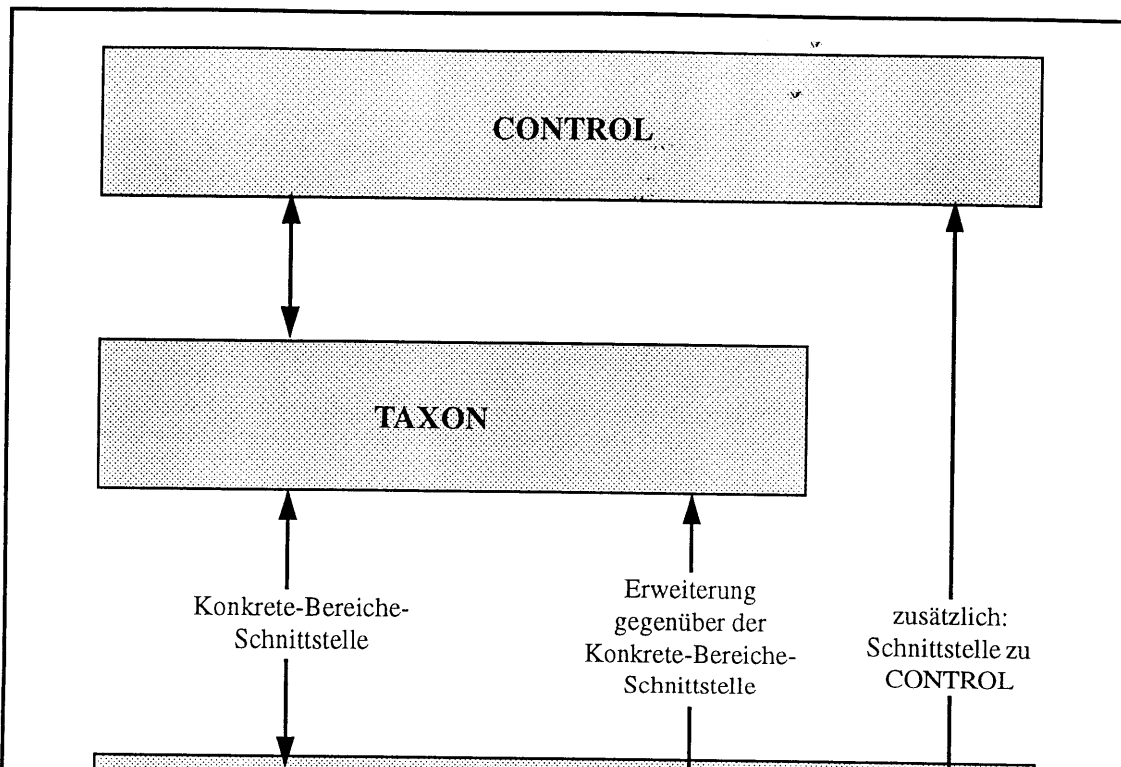 CONTROL
TAXON
Konkrete-Bereiche-
Schnittstelle
Erweiterung
gegenüber der
Konkrete-Bereiche-
Schnittstelle
zusätzlich:
Schnittstelle zu
CONTROL